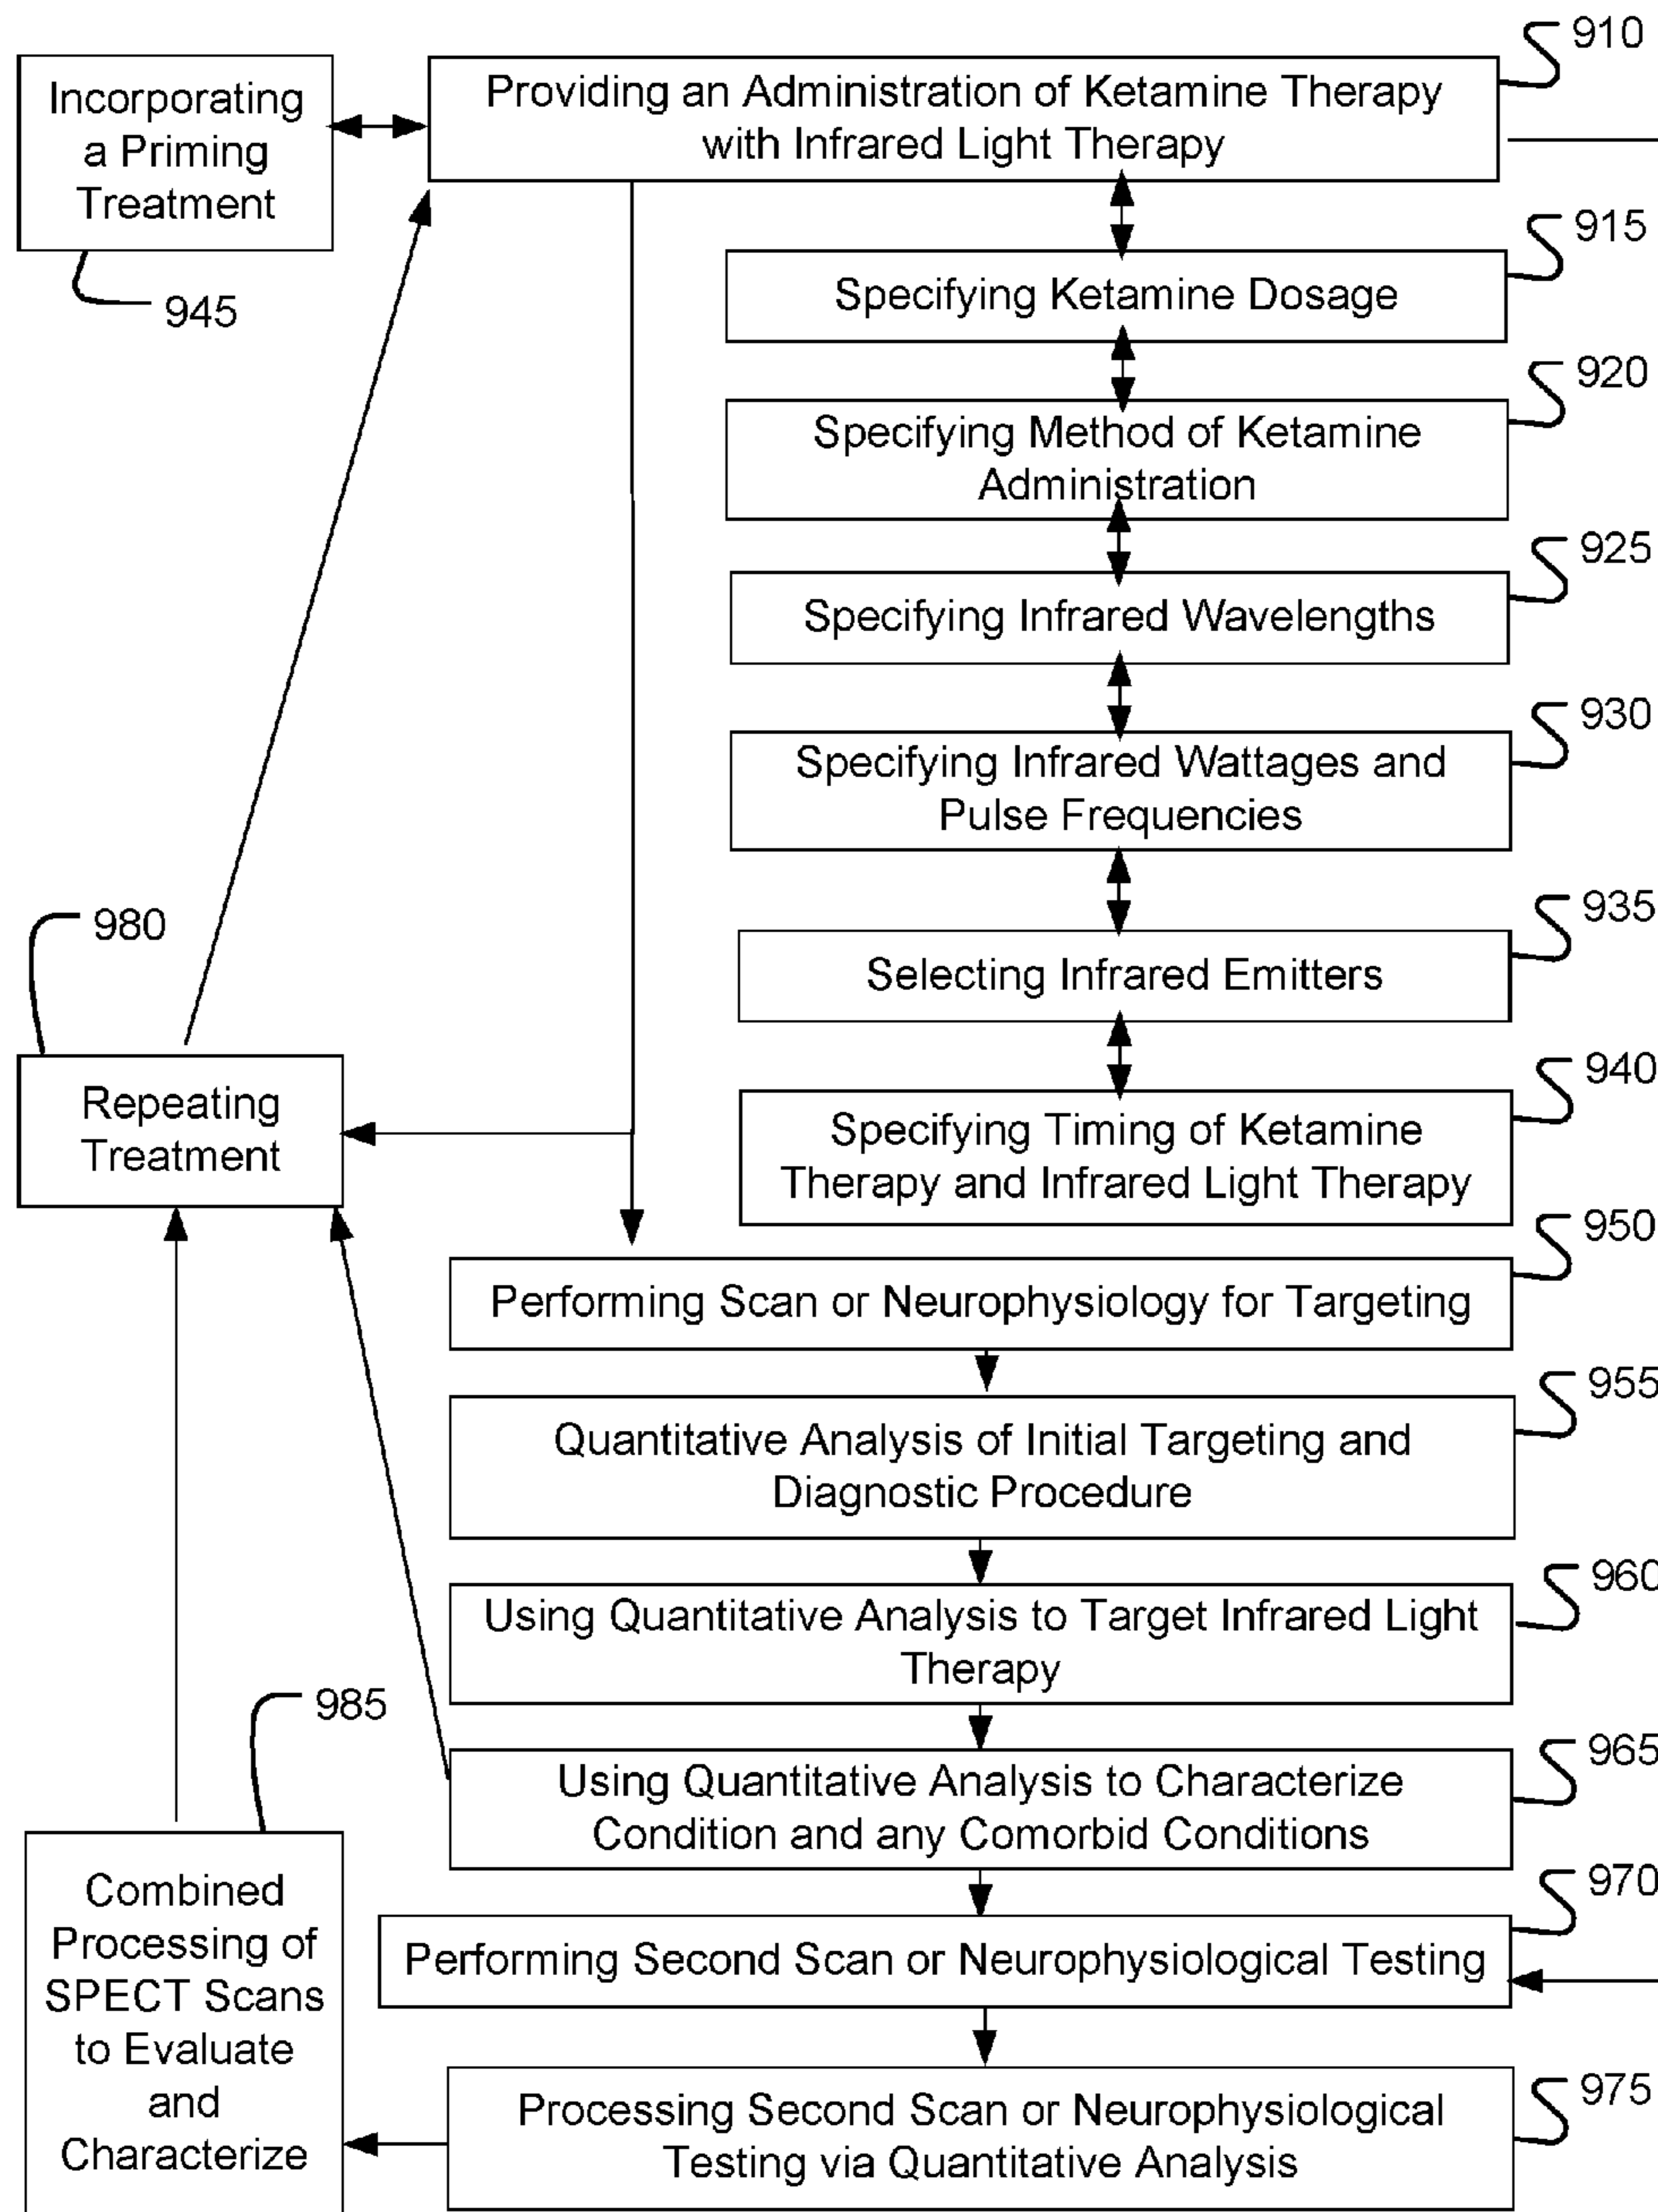 910
Incorporating
a Priming
Treatment
945
Providing an Administration of Ketamine Therapy
with Infrared Light Therapy
915
Specifying Ketamine Dosage
920
Specifying Method of Ketamine
Administration
925
Specifying Infrared Wavelengths
930
Specifying Infrared Wattages and
Pulse Frequencies
935
Selecting Infrared Emitters
940
Specifying Timing of Ketamine
Therapy and Infrared Light Therapy
980
Repeating
Treatment
950
Performing Scan or Neurophysiology for Targeting
955
Quantitative Analysis of Initial Targeting and
Diagnostic Procedure
960
Using Quantitative Analysis to Target Infrared Light
Therapy
965
Using Quantitative Analysis to Characterize
Condition and any Comorbid Conditions
970
Performing Second Scan or Neurophysiological Testing
975
Processing Second Scan or Neurophysiological
Testing via Quantitative Analysis
985
Combined
Processing of
SPECT Scans
to Evaluate
and
Characterize